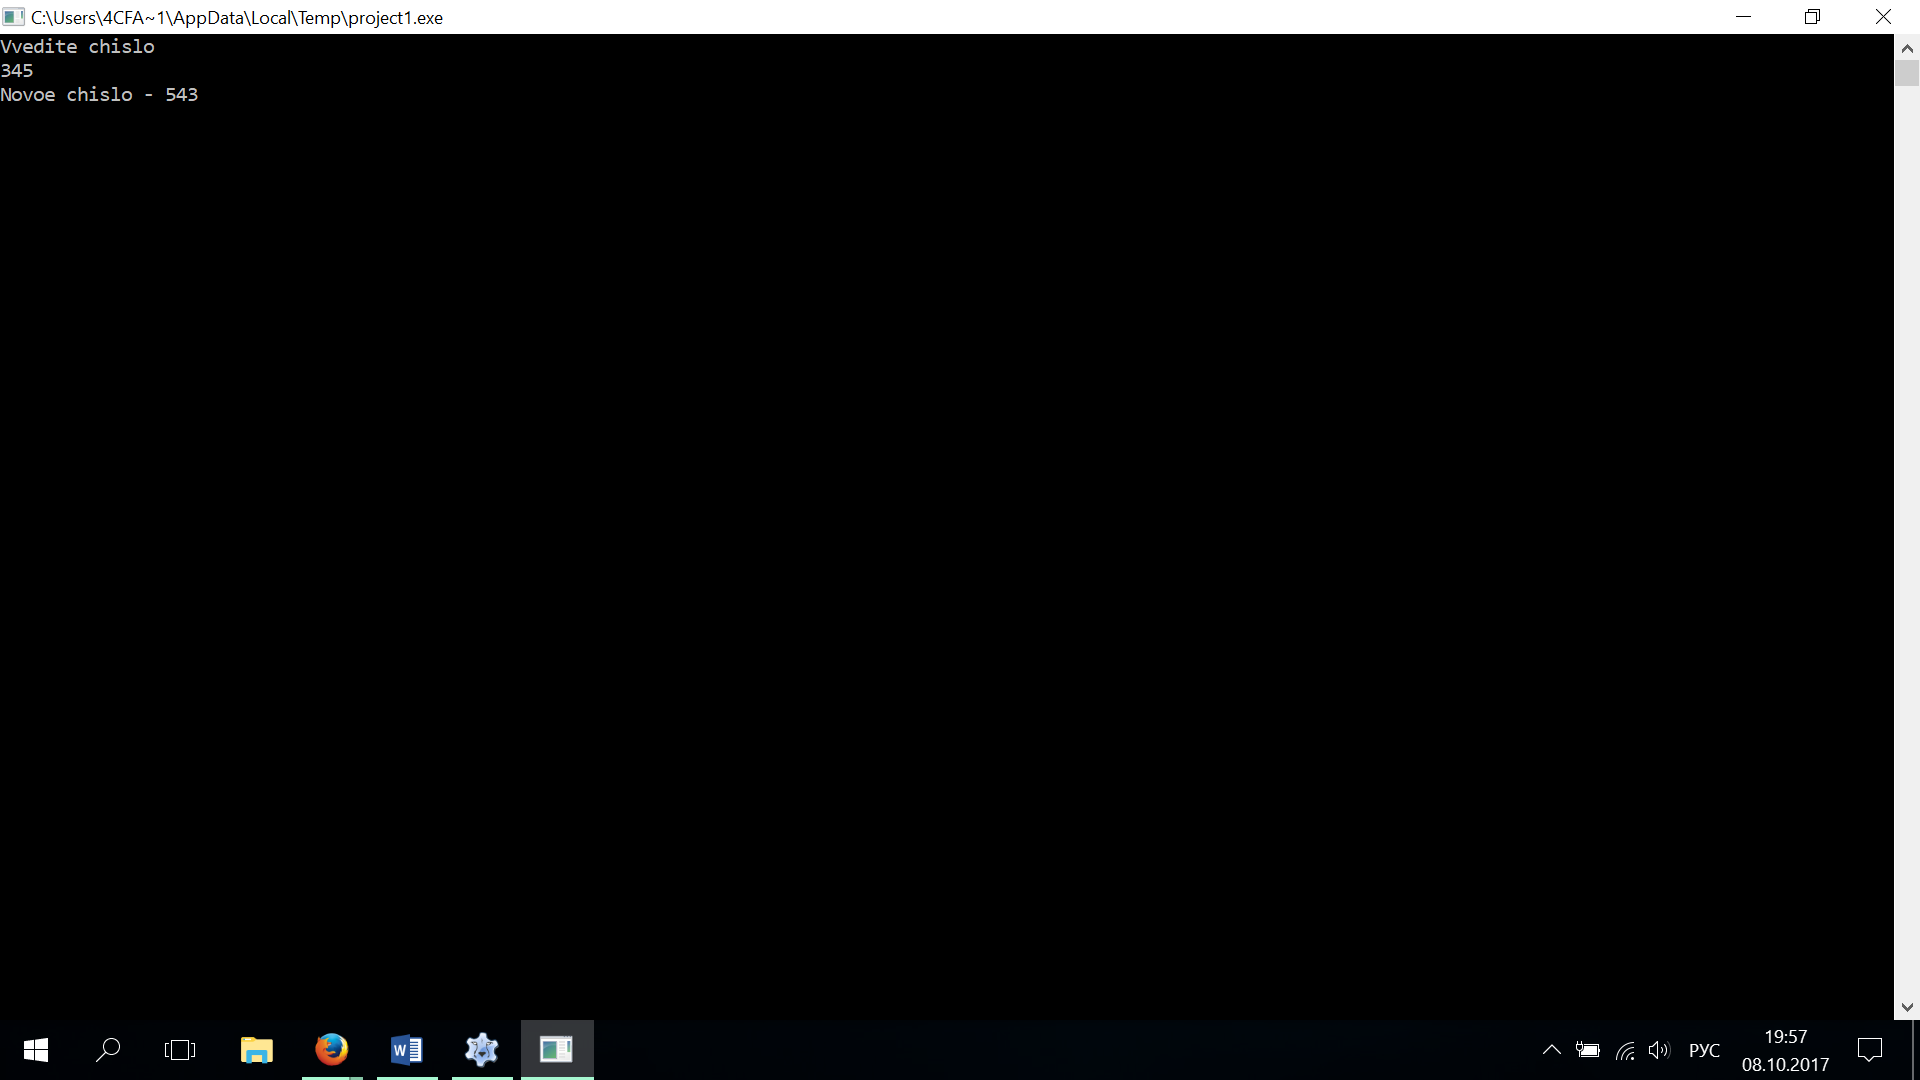 C:\Users\4CFA~1\AppData\Local\Temp\project1.exe
Vvedite chislo
345
Novoe chislo - 543
РУС
19:57
08.10.2017